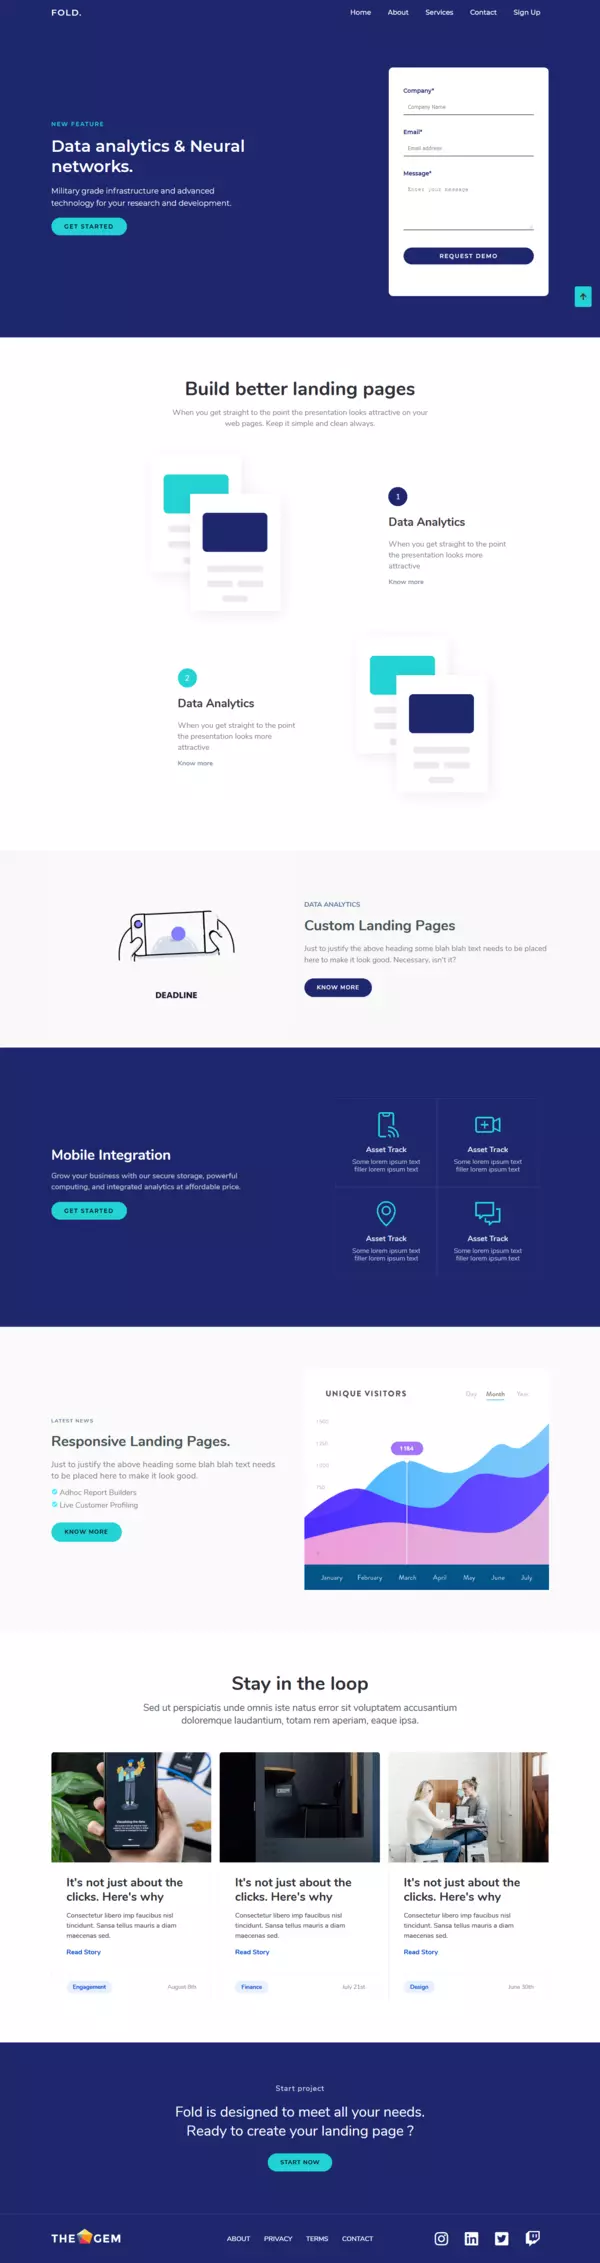 FOLD.
Home About Services Contact Sign Up
NEW FEATURE
Data analytics & Neural
networks.
Military grade infrastructure and advanced
technology for your research and development.
GET STARTED
Company*
Company Name
Email*
Email address
Message*
Enter your message
REQUEST DEMO
Build better landing pages
When you get straight to the point the presentation looks attractive on your
web pages. Keep it simple and clean always.
1
Data Analytics
When you get straight to the point
the presentation looks more
attractive
Know more
2
Data Analytics
When you get straight to the point
the presentation looks more
attractive
Know more
DEADLINE
DATA ANALYTICS
Custom Landing Pages
Just to justify the above heading some blah blah text needs to be placed
here to make it look good. Necessary, isn't it?
KNOW MORE
Mobile Integration
Grow your business with our secure storage, powerful
computing, and integrated analytics at affordable price.
GET STARTED
Asset Track
Some lorem ipsum text
filler lorem ipsum text
Asset Track
Some lorem ipsum text
filler lorem ipsum text
Asset Track
Some lorem ipsum text
filler lorem ipsum text
Asset Track
Some lorem ipsum text
filler lorem ipsum text
LATEST NEWS
Responsive Landing Pages.
Just to justify the above heading some blah blah text needs
to be placed here to make it look good.
Adhoc Report Builders
Live Customer Profiling
KNOW MORE
UNIQUE VISITORS
Day Month Year
1184
January February March April May June July
Stay in the loop
Sed ut perspiciatis unde omnis iste natus error sit voluptatem accusantium
doloremque laudantium, totam rem aperiam, eaque ipsa.
It's not just about the
clicks. Here's why
Consectetur libero imp faucibus nisl
tincidunt. Sansa tellus mauris a diam
maecenas sed.
Read Story
Engagement August 8th
It's not just about the
clicks. Here's why
Consectetur libero imp faucibus nisl
tincidunt. Sansa tellus mauris a diam
maecenas sed.
Read Story
Finance July 21st
It's not just about the
clicks. Here's why
Consectetur libero imp faucibus nisl
tincidunt. Sansa tellus mauris a diam
maecenas sed.
Read Story
Design June 30th
Start project
Fold is designed to meet all your needs.
Ready to create your landing page ?
START NOW
THE GEM
ABOUT PRIVACY TERMS CONTACT